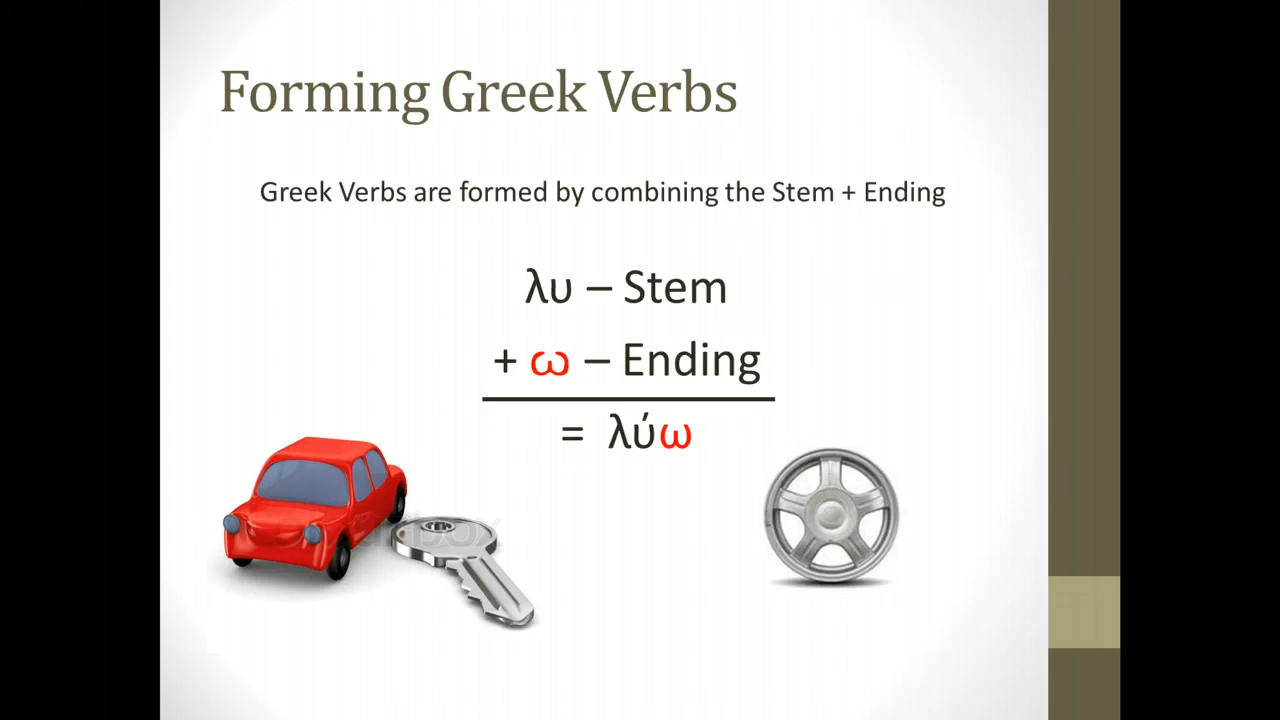 Forming Greek Verbs
Greek Verbs are formed by combining the Stem + Ending
λυ – Stem
+ ω – Ending
= λύω